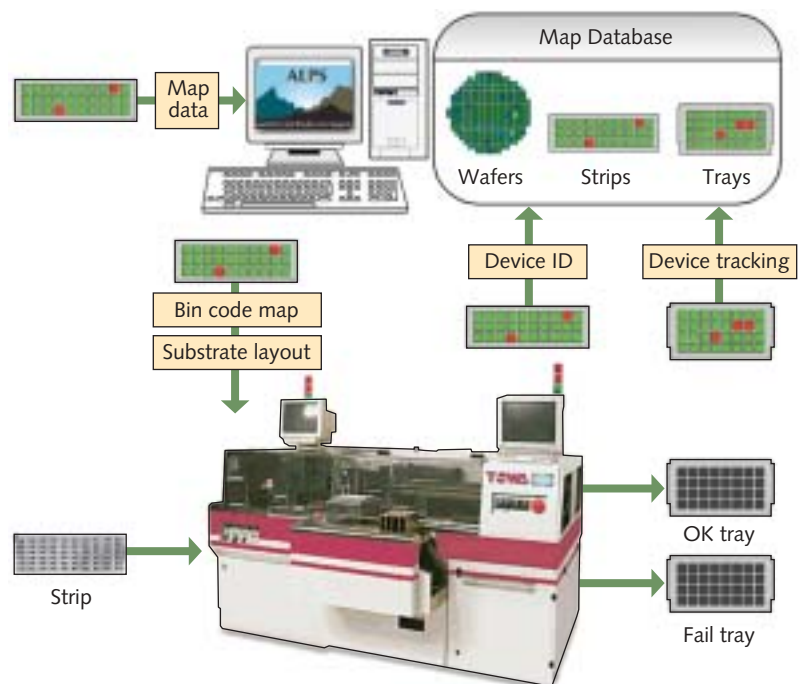 Map Database
ALPS
Map
data
Wafers
Strips
Trays
Device ID
Device tracking
Bin code map
Substrate layout
TOWA
OK tray
Strip
Fail tray